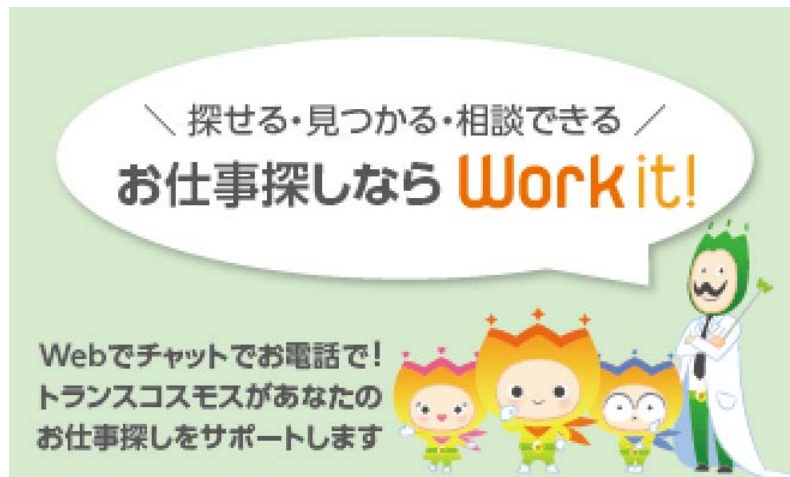 ＼ 探せる・見つかる・相談できる ／
お仕事探しなら Work it!
Webでチャットでお電話で!
トランスコスモスがあなたの
お仕事探しをサポートします